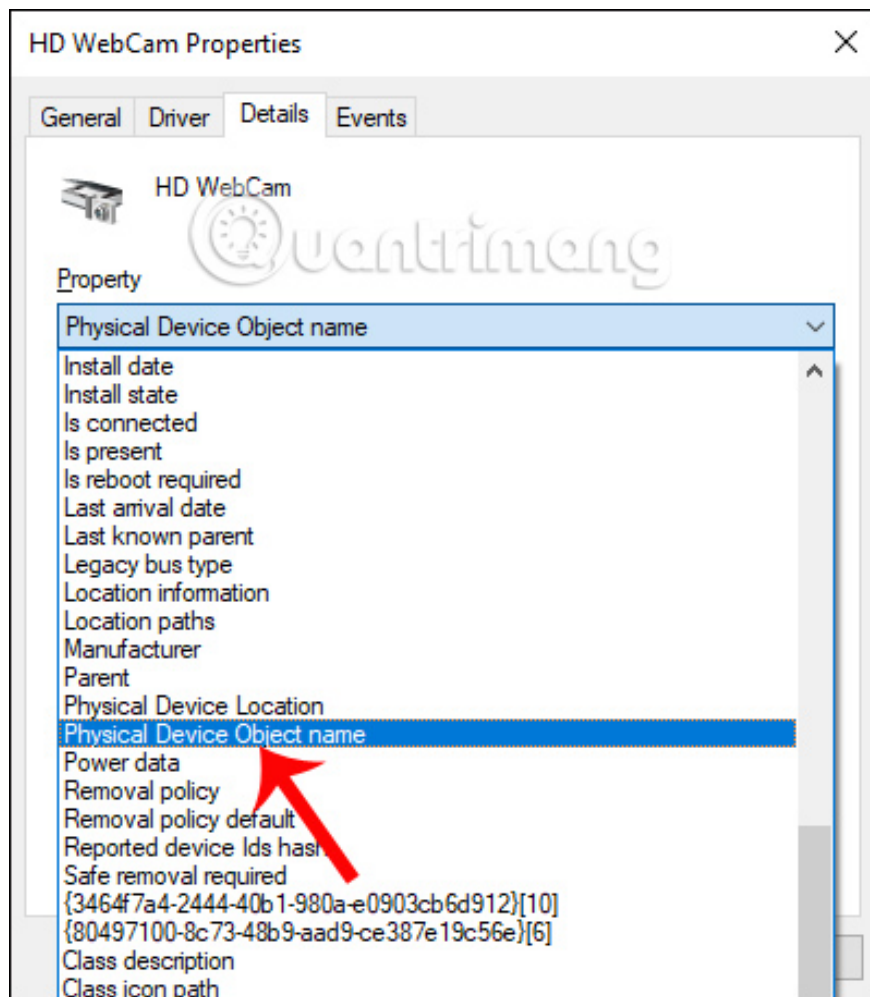 HD WebCam Properties
General Driver Details Events
HD WebCam
Quantrimang
Property
Physical Device Object name
Install date
Install state
Is connected
Is present
Is reboot required
Last arrival date
Last known parent
Legacy bus type
Location information
Location paths
Manufacturer
Parent
Physical Device Location
Physical Device Object name
Power data
Removal policy
Removal policy default
Reported device Ids hash
Safe removal required
{3464f7a4-2444-40b1-980a-e0903cb6d912}[10]
{80497100-8c73-48b9-aad9-ce387e19c56e}[6]
Class description
Class icon path